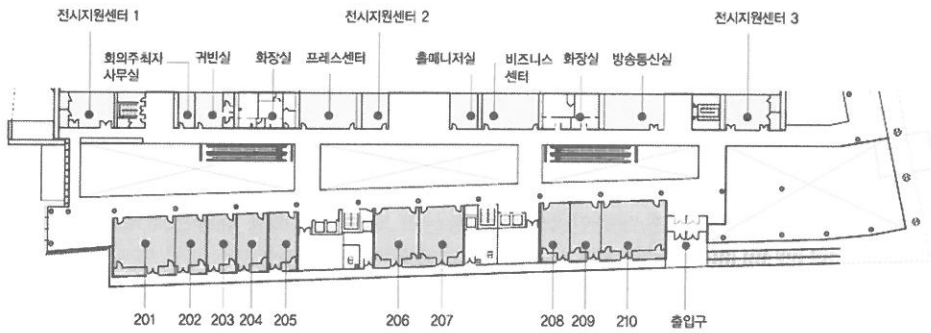 전시지원센터 1
전시지원센터 2
전시지원센터 3
회의주최자
사무실
귀빈실
화장실
프레스센터
홀매니저실
비즈니스
센터
화장실
방송통신실
201
202
203
204
205
206
207
208
209
210
출입구